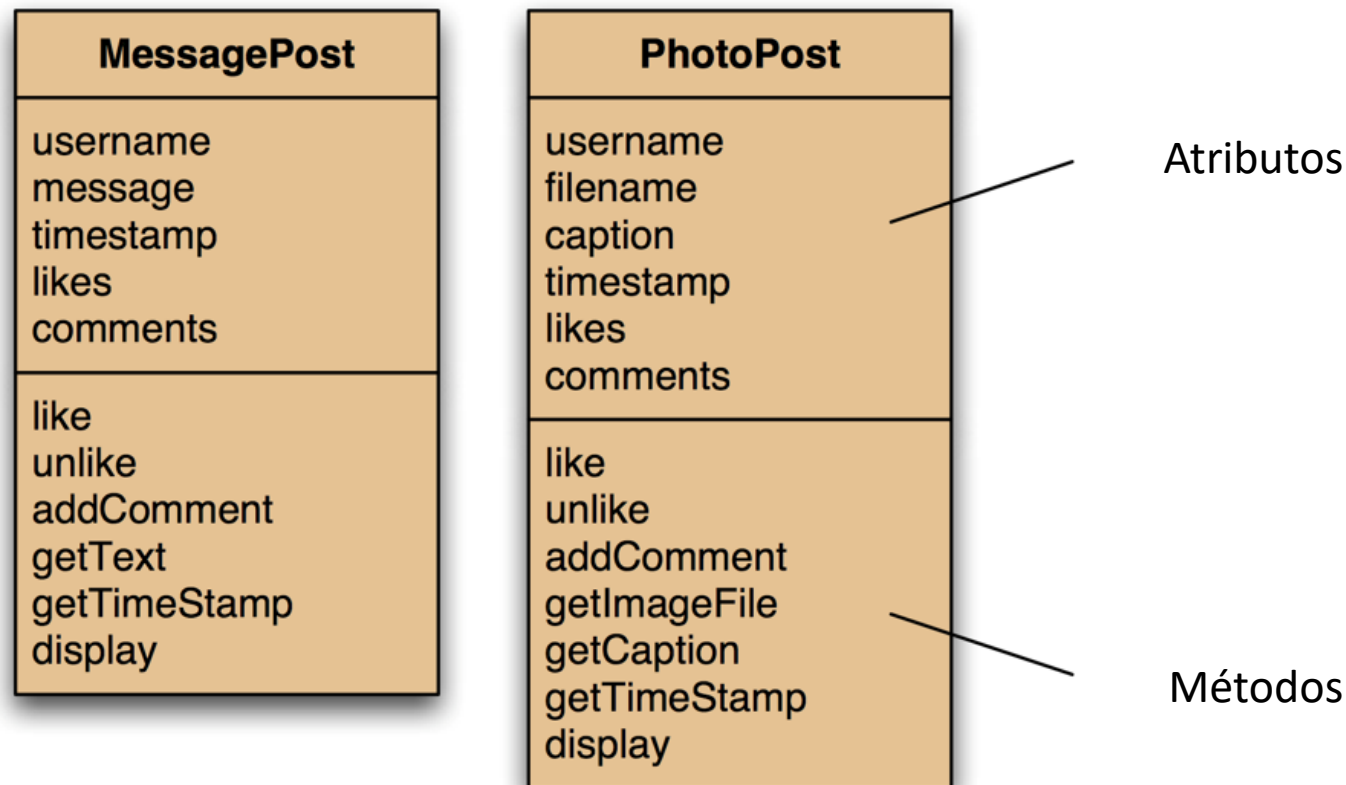 MessagePost
username
message
timestamp
likes
comments
like
unlike
addComment
getText
getTimeStamp
display
PhotoPost
username
filename
caption
timestamp
likes
comments
like
unlike
addComment
getImageFile
getCaption
getTimeStamp
display
Atributos
Métodos